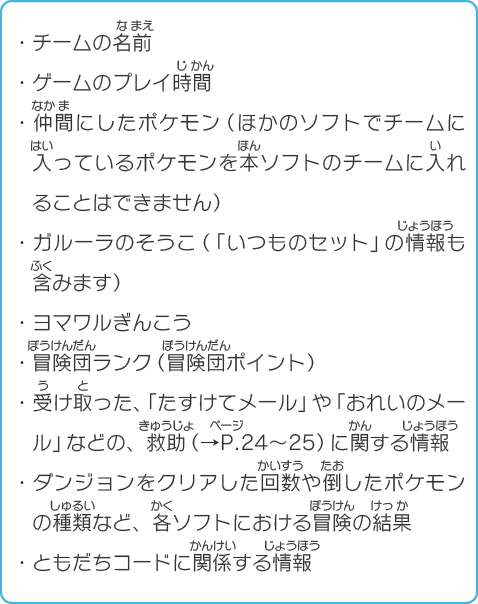 ・チームの名前
・ゲームのプレイ時間
・仲間にしたポケモン（ほかのソフトでチームに
入っているポケモンを本ソフトのチームに入れ
ることはできません）
・ガルーラのそうこ（「いつものセット」の情報も
含みます）
・ヨマワルぎんこう
・冒険団ランク（冒険団ポイント）
・受け取った、「たすけてメール」や「おれいのメー
ル」などの、救助（→P.24～25）に関する情報
・ダンジョンをクリアした回数や倒したポケモン
の種類など、各ソフトにおける冒険の結果
・ともだちコードに関係する情報